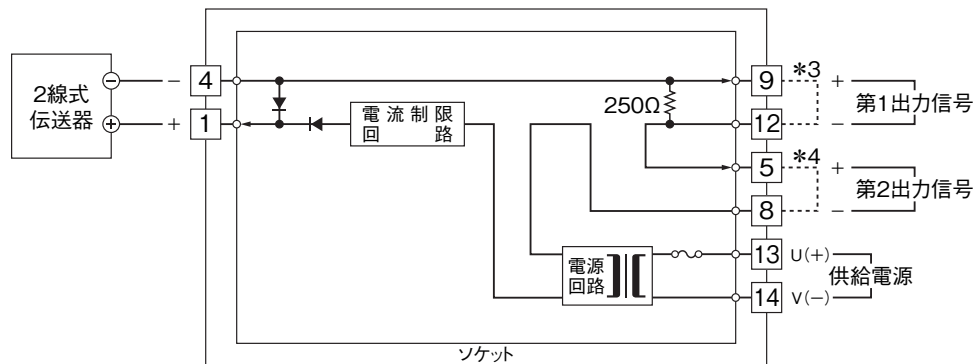 2線式
伝送器
−
+
−
+
4
1
電流制限
回路
250Ω
電源
回路
9
12
5
8
13
14
*3
*4
+
−
+
−
U(+)
V(−)
第1出力信号
第2出力信号
供給電源
ソケット